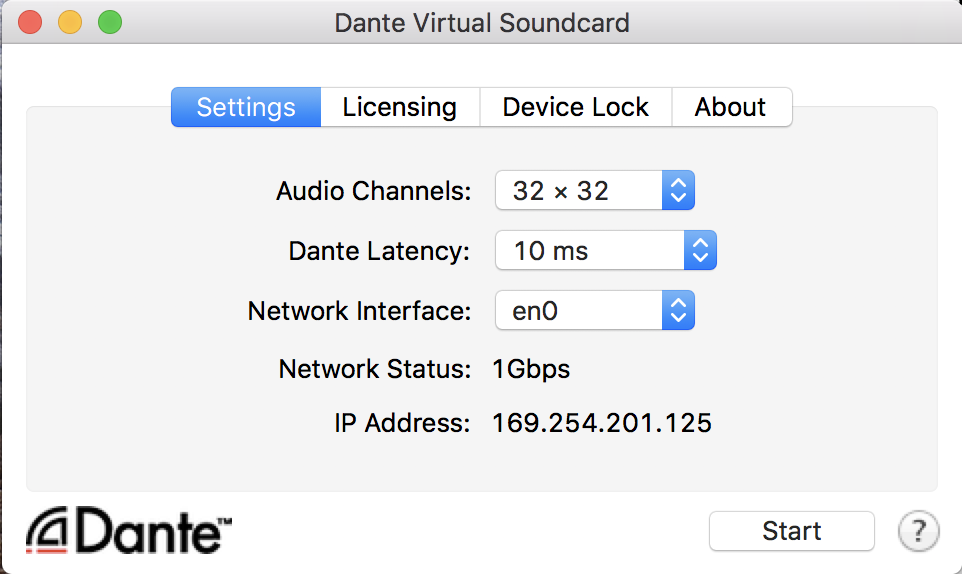 Dante Virtual Soundcard
Settings Licensing Device Lock About
Audio Channels: 32 × 32
Dante Latency: 10 ms
Network Interface: en0
Network Status: 1Gbps
IP Address: 169.254.201.125
Dante™ Start ?